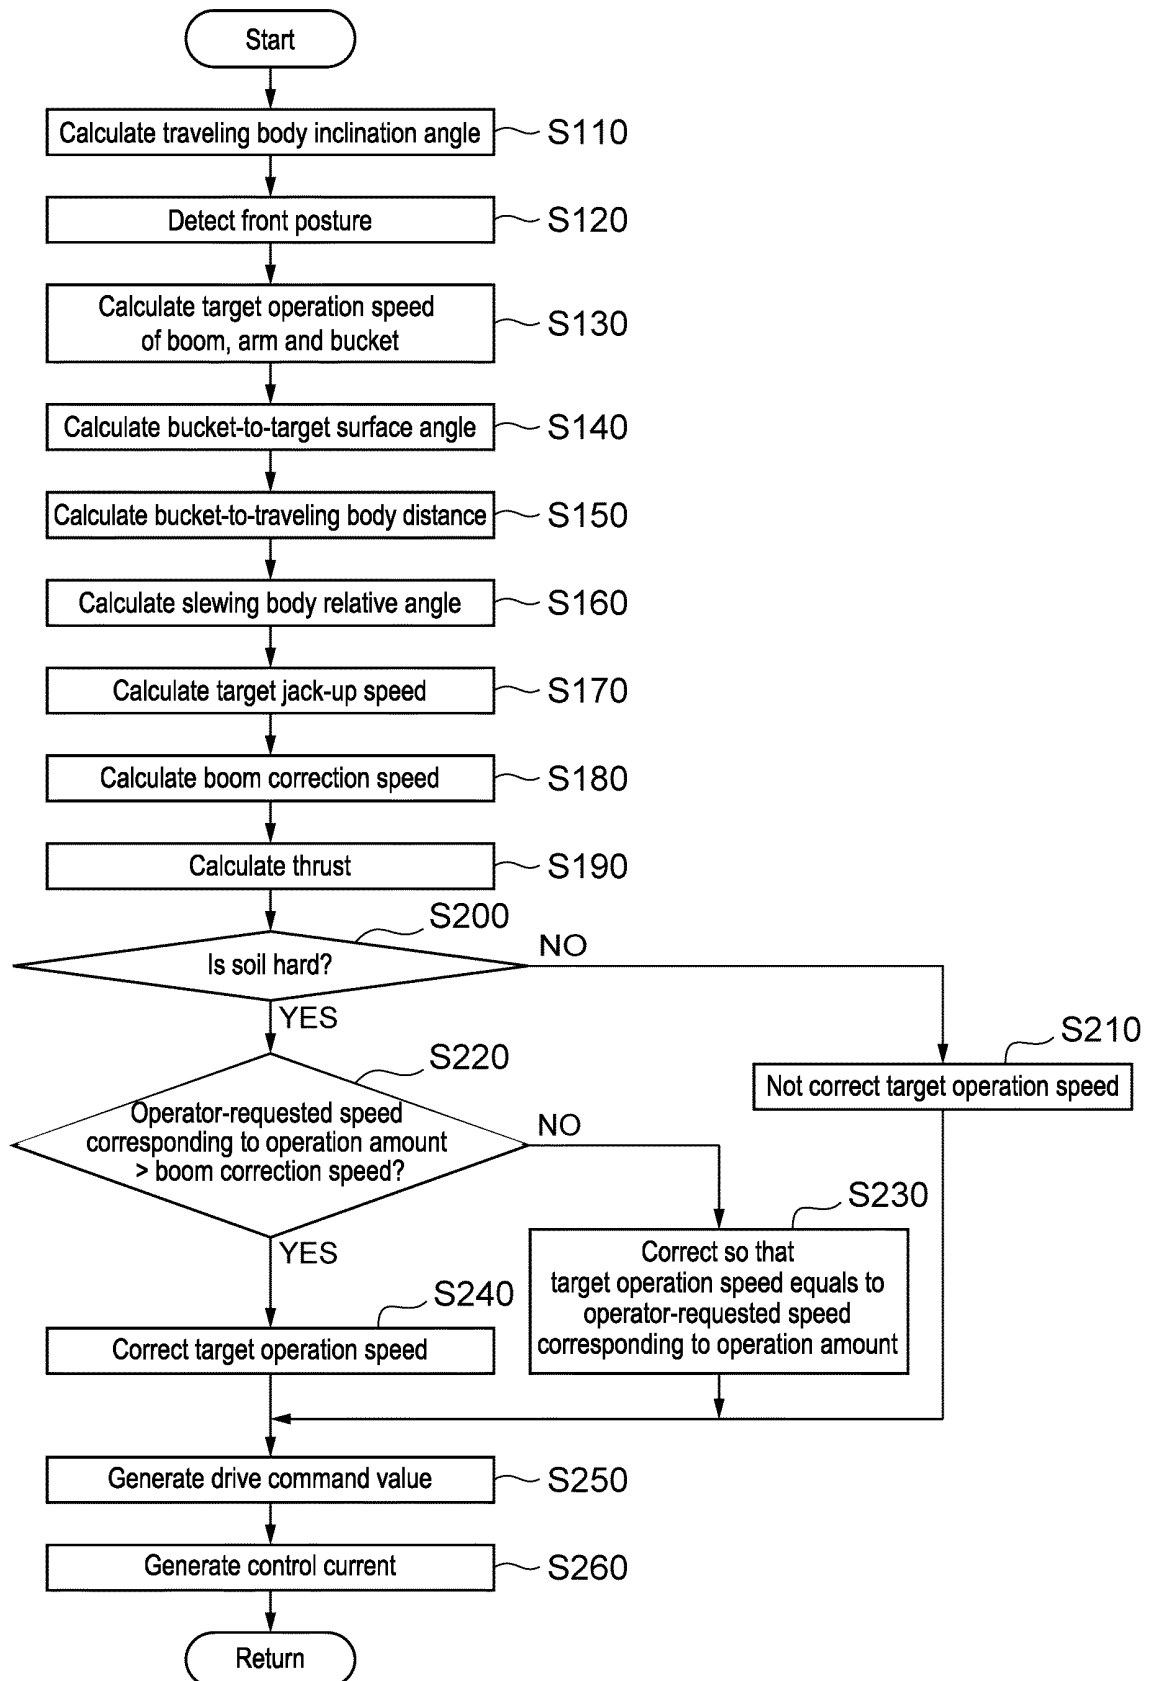 Start
Calculate traveling body inclination angle
S110
Detect front posture
S120
Calculate target operation speed
of boom, arm and bucket
S130
Calculate bucket-to-target surface angle
S140
Calculate bucket-to-traveling body distance
S150
Calculate slewing body relative angle
S160
Calculate target jack-up speed
S170
Calculate boom correction speed
S180
Calculate thrust
S190
S200
Is soil hard?
NO
YES
S210
Not correct target operation speed
S220
Operator-requested speed
corresponding to operation amount
> boom correction speed?
NO
YES
S230
Correct so that
target operation speed equals to
operator-requested speed
corresponding to operation amount
S240
Correct target operation speed
Generate drive command value
S250
Generate control current
S260
Return